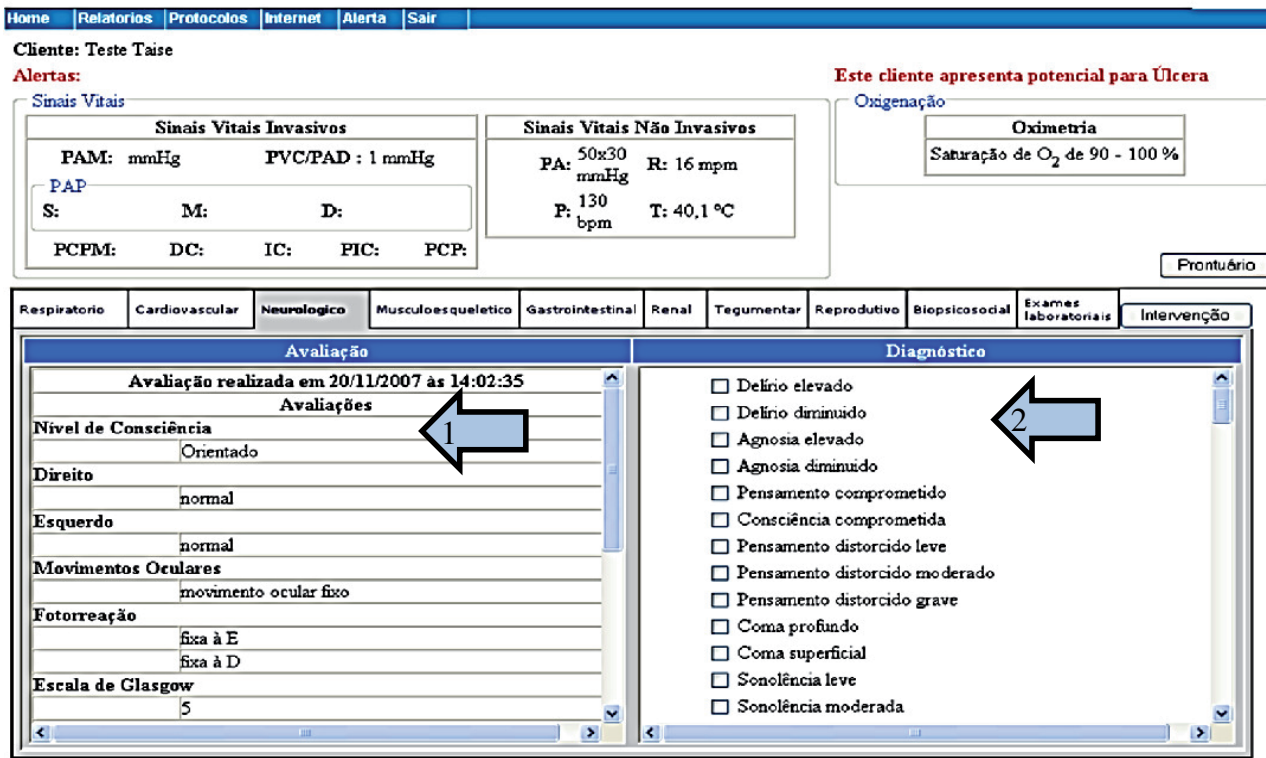 Home Relatorios Protocolos Internet Alerta Sair
Cliente: Teste Taise
Alertas:
Este cliente apresenta potencial para Úlcera
Sinais Vitais
Sinais Vitais Invasivos
PAM: mmHg PVC/PAD : 1 mmHg
PAP
S: M: D:
PCPM: DC: IC: PIC: PCP:
Sinais Vitais Não Invasivos
PA: 50x30 mmHg R: 16 mpm
P: 130 bpm T: 40,1 ºC
Oxigenação
Oximetria
Saturação de O2 de 90 - 100 %
Prontuário
Respiratorio Cardiovascular Neurologico Musculoesqueletico Gastrointestinal Renal Tegumentar Reprodutivo Biopsicosocial Exames laboratoriais Intervenção
Avaliação
Avaliação realizada em 20/11/2007 às 14:02:35
Avaliações
Nível de Consciência
1
Orientado
Direito
normal
Esquerdo
normal
Movimentos Oculares
movimento ocular fixo
Fotorreação
fixa à E
fixa à D
Escala de Glasgow
5
Diagnóstico
Delírio elevado
Delírio diminuido
2
Agnosia elevado
Agnosia diminuido
Pensamento comprometido
Consciência comprometida
Pensamento distorcido leve
Pensamento distorcido moderado
Pensamento distorcido grave
Coma profundo
Coma superficial
Sonolência leve
Sonolência moderada